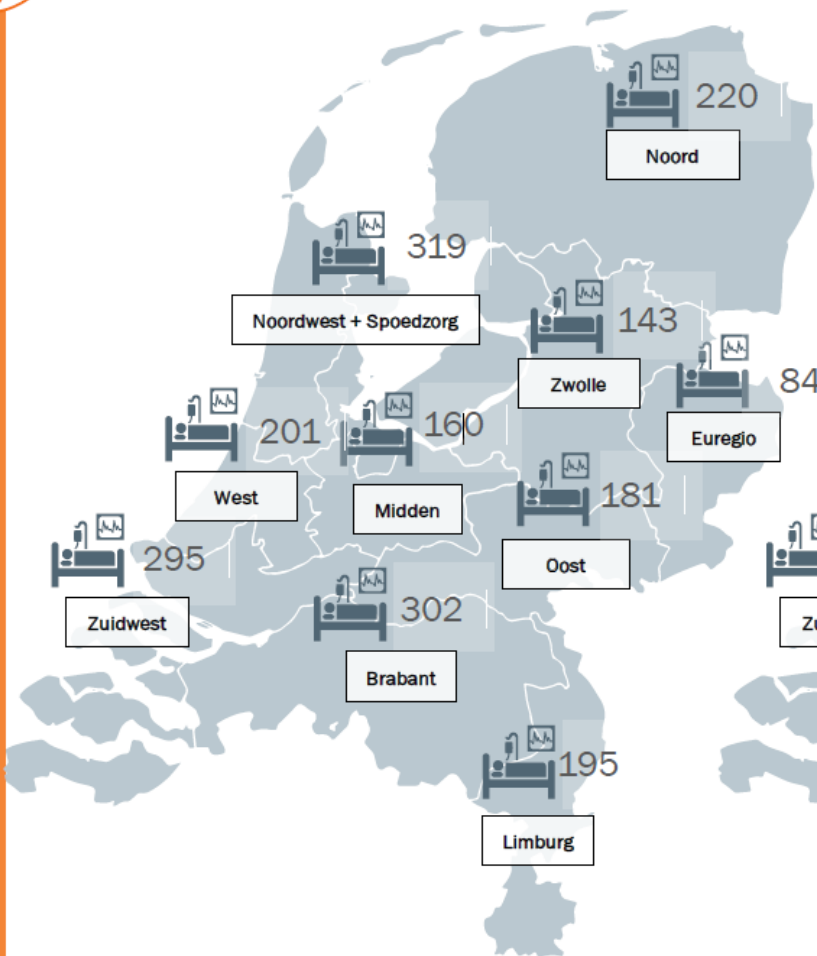 220
Noord
319
Noordwest + Spoedzorg
143
Zwolle
84
Euregio
201
West
160
Midden
181
Oost
295
Zuidwest
302
Brabant
195
Limburg
Zu